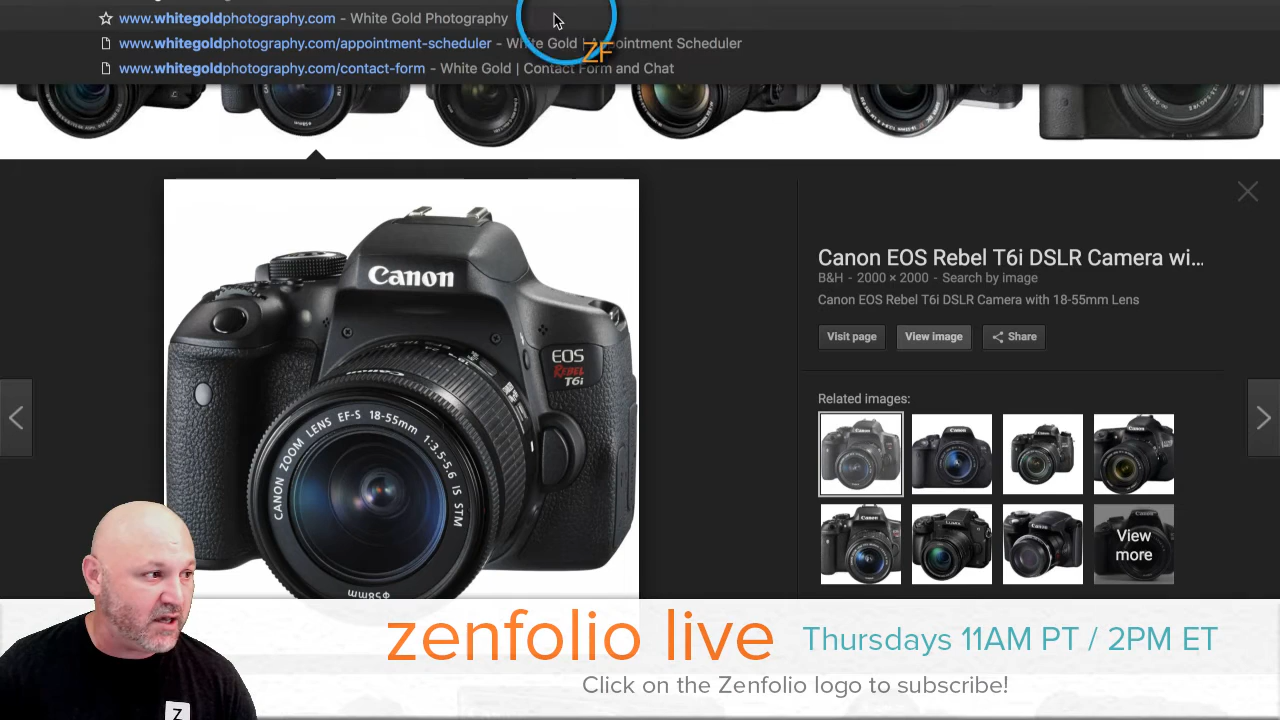 www.whitegoldphotography.com - White Gold Photography
www.whitegoldphotography.com/appointment-scheduler - White Gold | Appointment Scheduler
ZF
www.whitegoldphotography.com/contact-form - White Gold | Contact Form and Chat
Canon
EOS
REBEL
T6i
Canon
CANON ZOOM LENS EF-S 18-55mm 1:3.5-5.6 IS STM
ø58mm
Canon EOS Rebel T6i DSLR Camera wi...
B&H - 2000 × 2000 - Search by image
Canon EOS Rebel T6i DSLR Camera with 18-55mm Lens
Visit page
View image
Share
Related images:
View
more
zenfolio live
Thursdays 11AM PT / 2PM ET
Click on the Zenfolio logo to subscribe!
Z